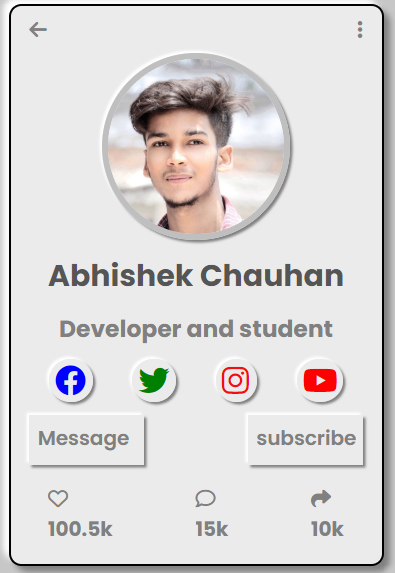 Abhishek Chauhan
Developer and student
Message subscribe
100.5k 15k 10k